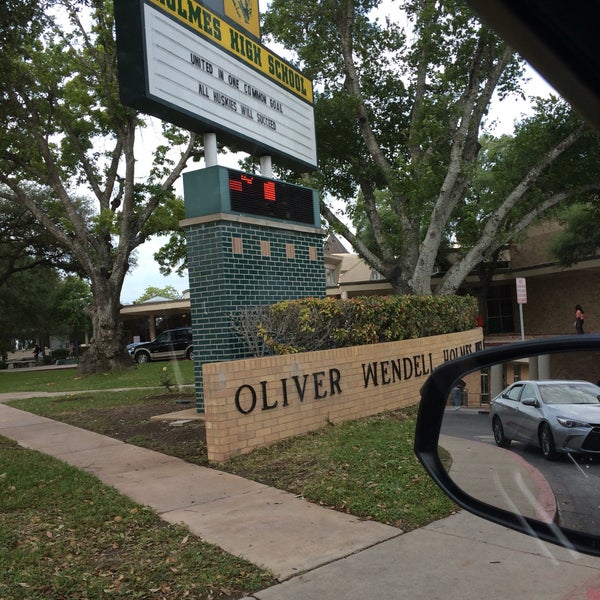 HOLMES HIGH SCHOOL
UNITED IN ONE COMMON GOAL
ALL HUSKIES WILL SUCCEED
OLIVER WENDELL HOLMES